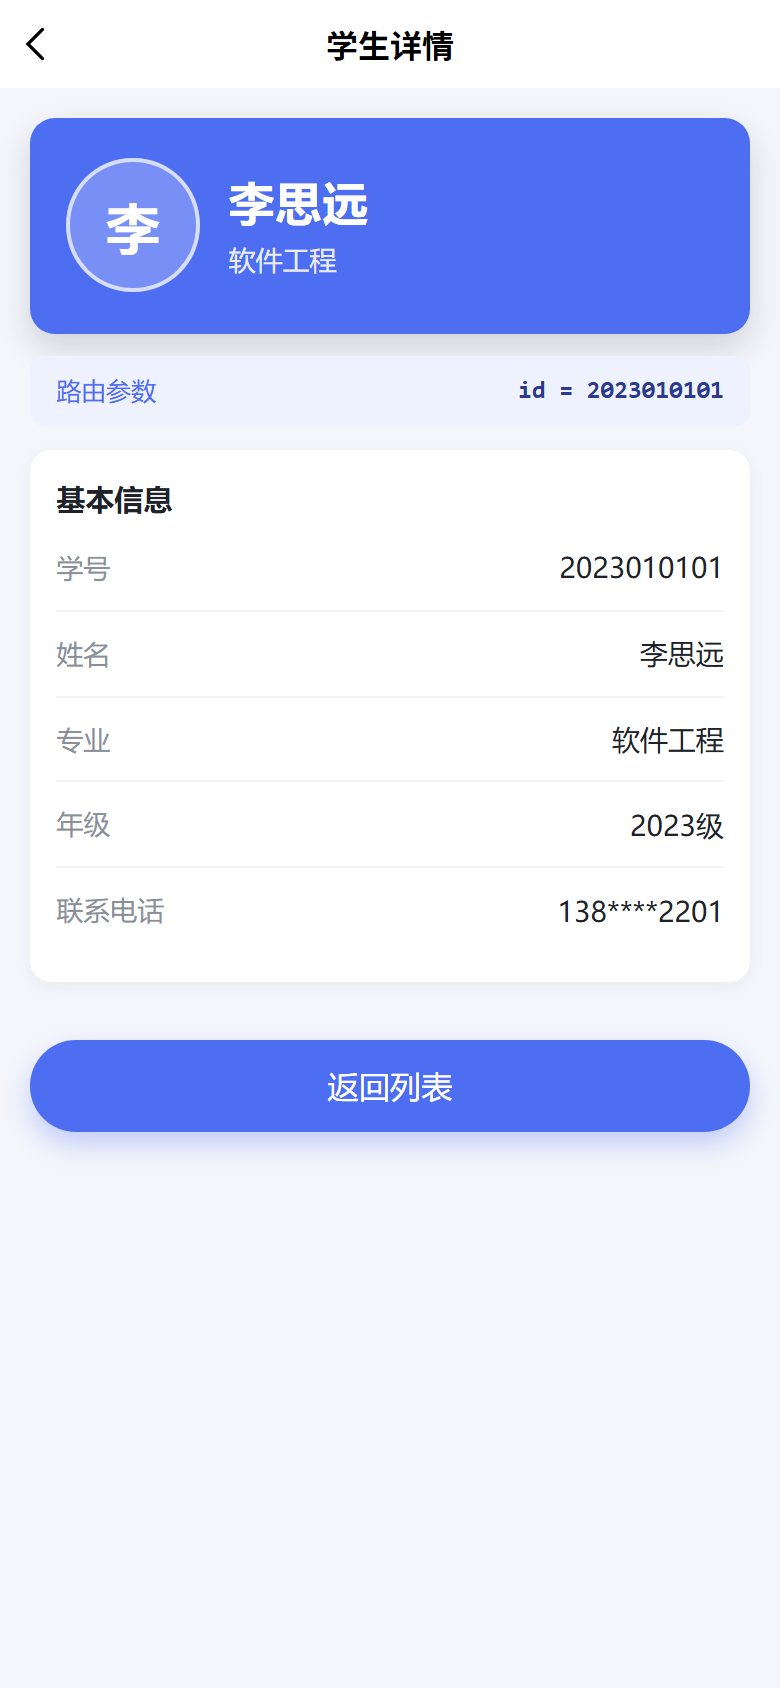 学生详情
李
李思远
软件工程
路由参数 id = 2023010101
基本信息
学号 2023010101
姓名 李思远
专业 软件工程
年级 2023级
联系电话 138****2201
返回列表